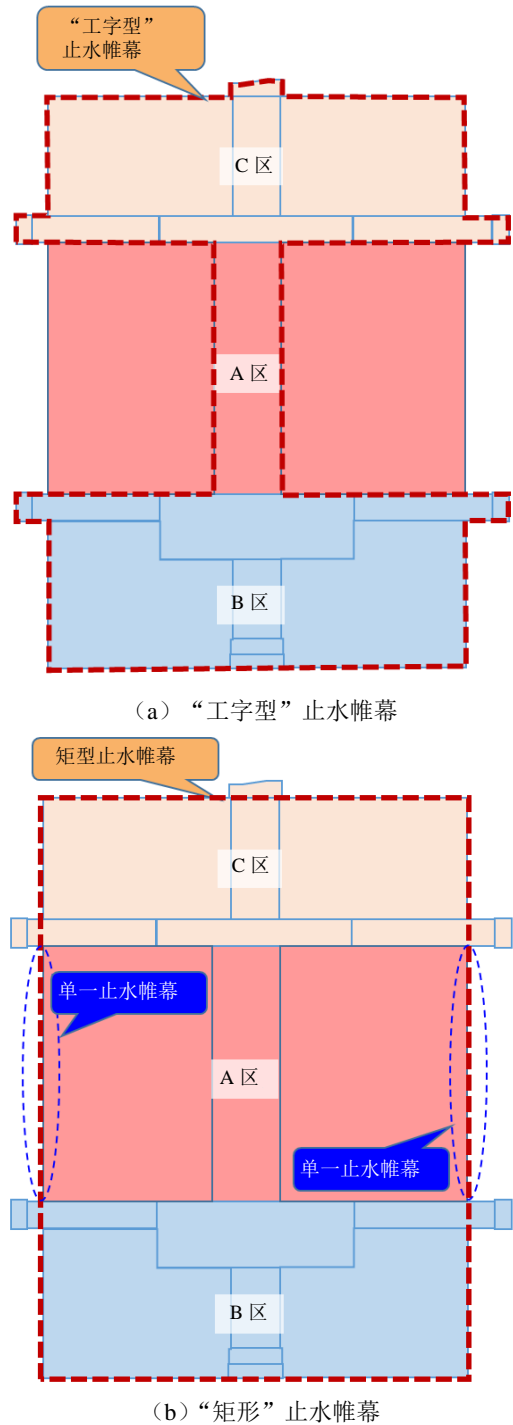 “工字型”
止水帷幕
C 区
A 区
B 区
（a）“工字型”止水帷幕
矩型止水帷幕
C 区
单一止水帷幕
A 区
单一止水帷幕
B 区
（b）“矩形”止水帷幕